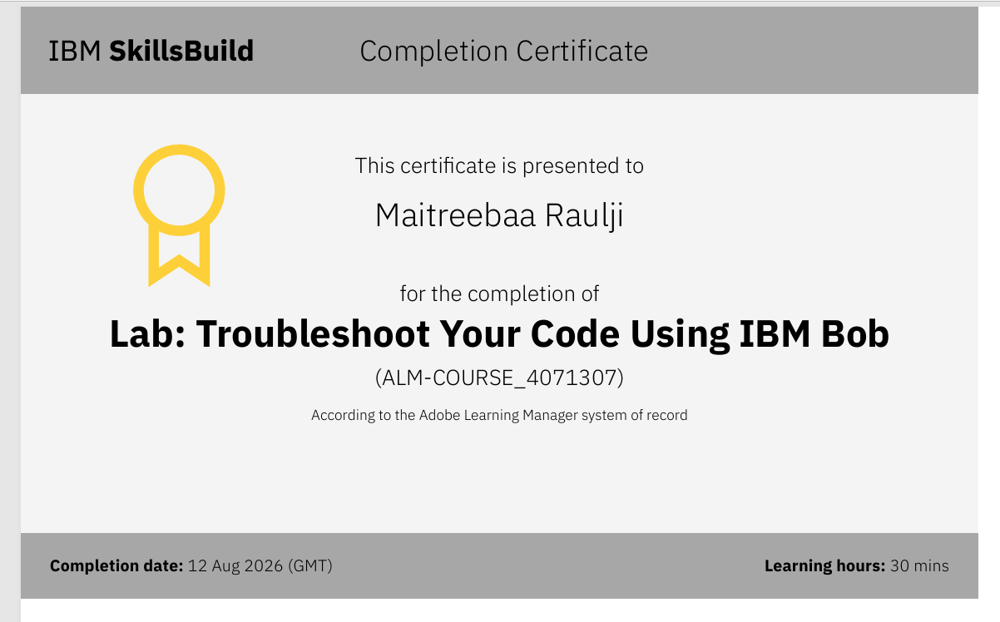 IBM SkillsBuild
Completion Certificate
This certificate is presented to
Maitreebaa Raulji
for the completion of
Lab: Troubleshoot Your Code Using IBM Bob
(ALM-COURSE_4071307)
According to the Adobe Learning Manager system of record
Completion date: 12 Aug 2026 (GMT)
Learning hours: 30 mins